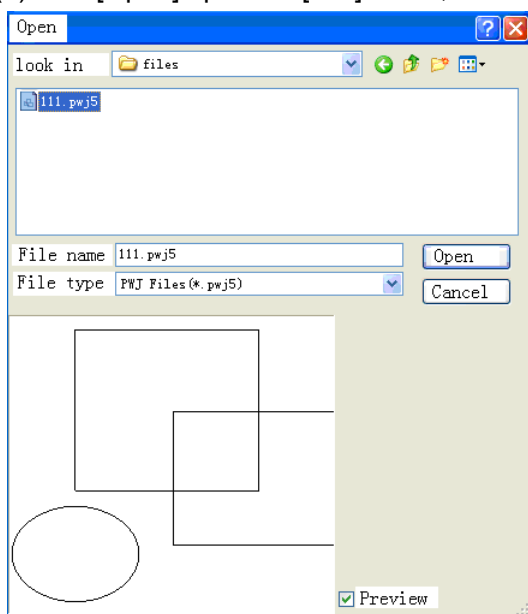 Open
look in files
111.pwj5
File name 111.pwj5 Open
File type PWJ Files(*.pwj5) Cancel
Preview